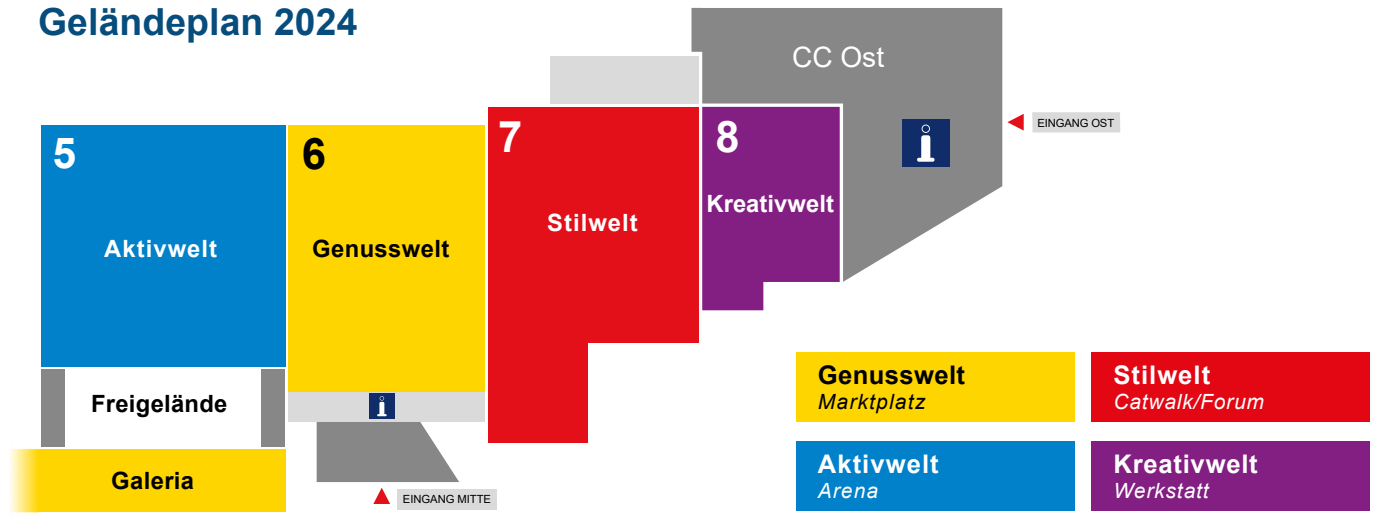 Geländeplan 2024
CC Ost
EINGANG OST
5
6
7
8
Aktivwelt
Genusswelt
Stilwelt
Kreativwelt
Freigelände
Galeria
EINGANG MITTE
Genusswelt
Marktplatz
Stilwelt
Catwalk/Forum
Aktivwelt
Arena
Kreativwelt
Werkstatt